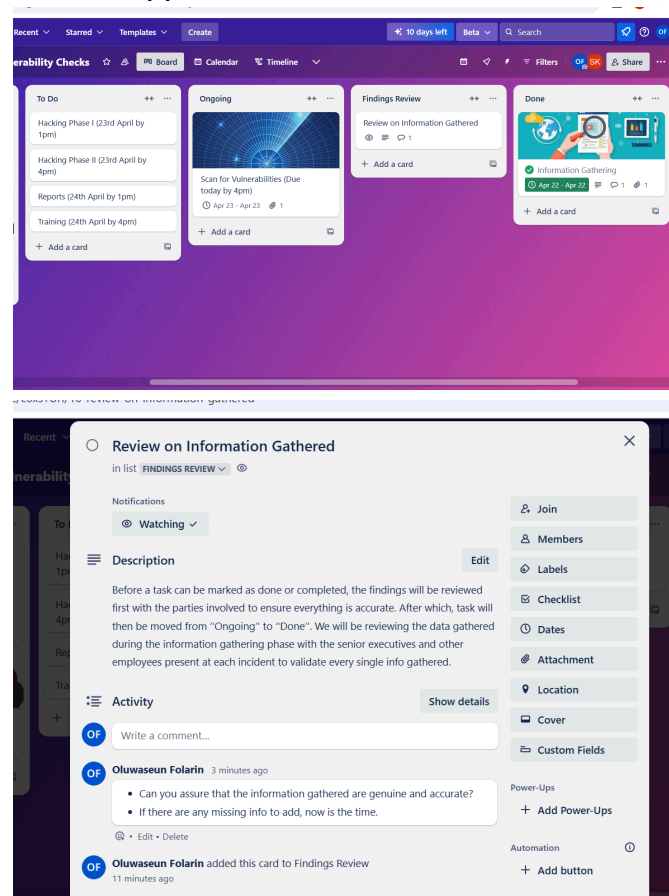 Recent Starred Templates Create 10 days left Beta Search OF
erability Checks Board Calendar Timeline Filters OF SK Share
To Do
Hacking Phase I (23rd April by
1pm)
Hacking Phase II (23rd April by
4pm)
Reports (24th April by 1pm)
Training (24th April by 4pm)
+ Add a card
Ongoing
Scan for Vulnerabilities (Due
today by 4pm)
Apr 23 - Apr 23 1
+ Add a card
Findings Review
Review on Information Gathered
1
+ Add a card
Done
Information Gathering
Apr 22 - Apr 22 1 1
+ Add a card
Recent
nerability
To
Ha
1pm
Ha
4pm
Rep
Tra
+
Review on Information Gathered
in list FINDINGS REVIEW
Notifications
Watching
Description Edit
Before a task can be marked as done or completed, the findings will be reviewed
first with the parties involved to ensure everything is accurate. After which, task will
then be moved from "Ongoing" to "Done". We will be reviewing the data gathered
during the information gathering phase with the senior executives and other
employees present at each incident to validate every single info gathered.
Activity Show details
OF Write a comment...
OF Oluwaseun Folarin 3 minutes ago
• Can you assure that the information gathered are genuine and accurate?
• If there are any missing info to add, now is the time.
• Edit • Delete
OF Oluwaseun Folarin added this card to Findings Review
11 minutes ago
Join
Members
Labels
Checklist
Dates
Attachment
Location
Cover
Custom Fields
Power-Ups
+ Add Power-Ups
Automation
+ Add button